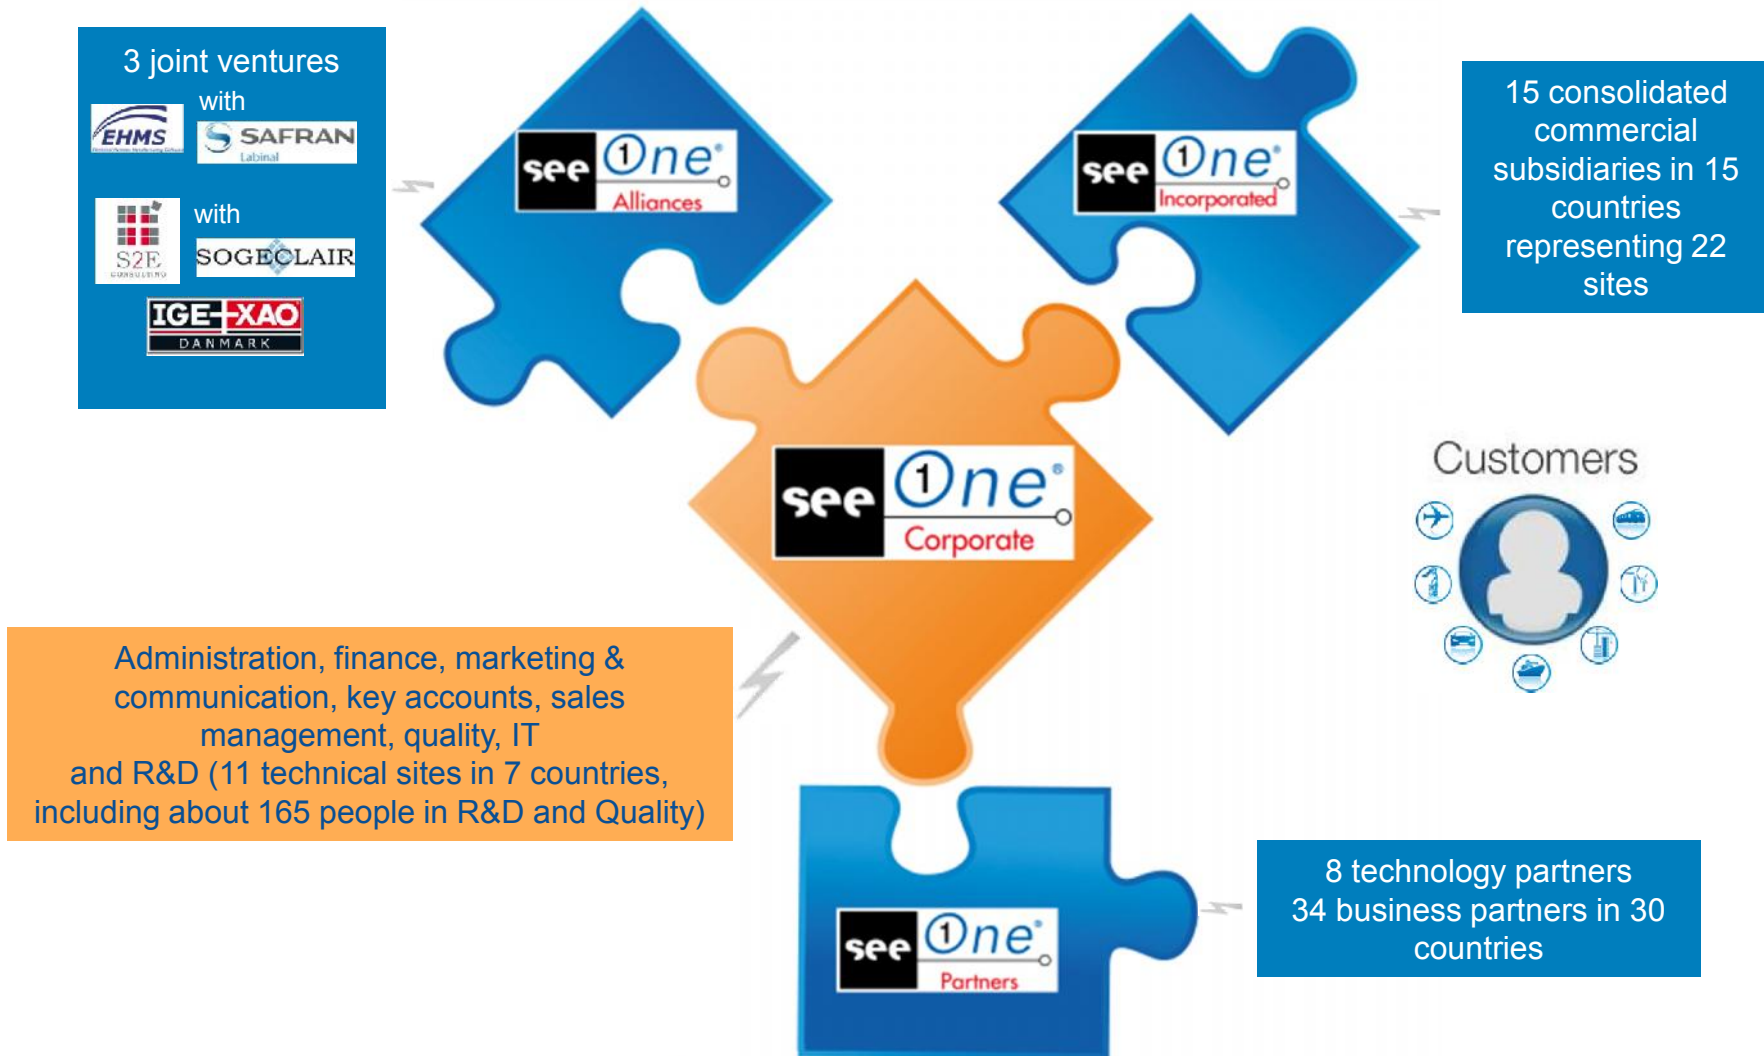 3 joint ventures
with
EHMS
SAFRAN
Labinal
with
S2E
CONSULTING
SOGECLAIR
IGE+XAO
DANMARK
see One®
Alliances
see One®
Incorporated
15 consolidated
commercial
subsidiaries in 15
countries
representing 22
sites
see One®
Corporate
Customers
Administration, finance, marketing &
communication, key accounts, sales
management, quality, IT
and R&D (11 technical sites in 7 countries,
including about 165 people in R&D and Quality)
see One®
Partners
8 technology partners
34 business partners in 30
countries